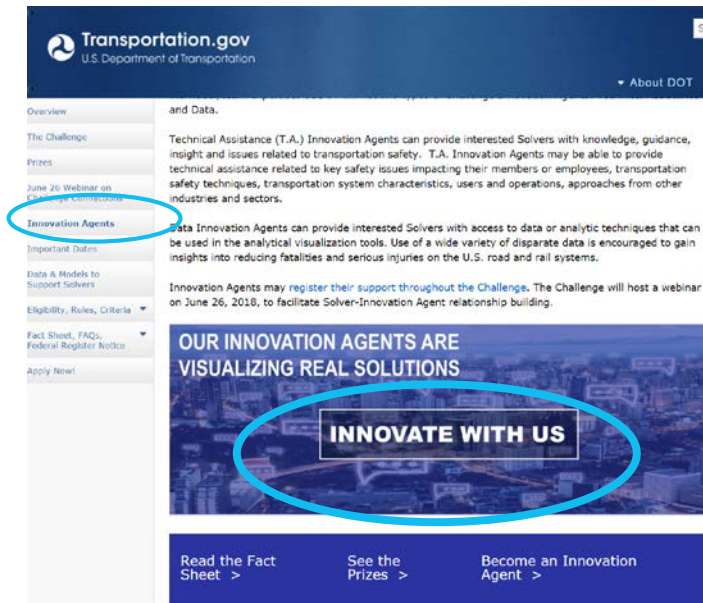 Transportation.gov
U.S. Department of Transportation
S
About DOT
Overview
The Challenge
Prizes
June 26 Webinar on
Challenge Connections
Innovation Agents
Important Dates
Data & Models to
Support Solvers
Eligibility, Rules, Criteria
Fact Sheet, FAQs,
Federal Register Notice
Apply Now!
and Data.
Technical Assistance (T.A.) Innovation Agents can provide interested Solvers with knowledge, guidance,
insight and issues related to transportation safety. T.A. Innovation Agents may be able to provide
technical assistance related to key safety issues impacting their members or employees, transportation
safety techniques, transportation system characteristics, users and operations, approaches from other
industries and sectors.
Data Innovation Agents can provide interested Solvers with access to data or analytic techniques that can
be used in the analytical visualization tools. Use of a wide variety of disparate data is encouraged to gain
insights into reducing fatalities and serious injuries on the U.S. road and rail systems.
Innovation Agents may register their support throughout the Challenge. The Challenge will host a webinar
on June 26, 2018, to facilitate Solver-Innovation Agent relationship building.
OUR INNOVATION AGENTS ARE
VISUALIZING REAL SOLUTIONS
INNOVATE WITH US
Read the Fact
Sheet >
See the
Prizes >
Become an Innovation
Agent >